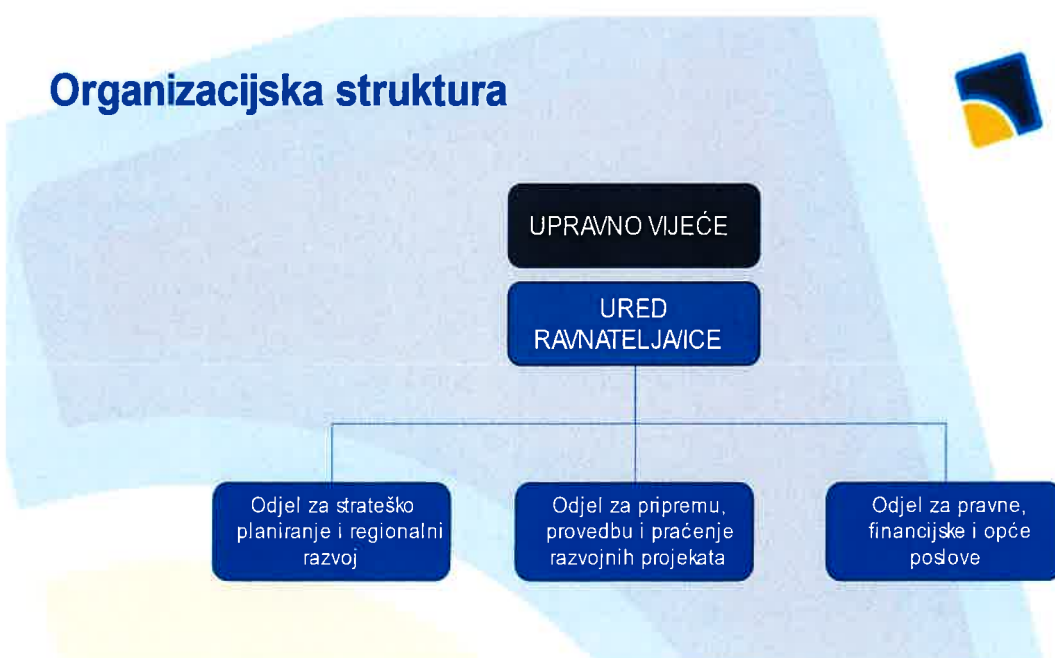 Organizacijska struktura
UPRAVNO VIJEĆE
URED
RAVNATELJA/ICE
Odjel za strateško
planiranje i regionalni
razvoj
Odjel za pripremu,
provedbu i praćenje
razvojnih projekata
Odjel za pravne,
financijske i opće
poslove